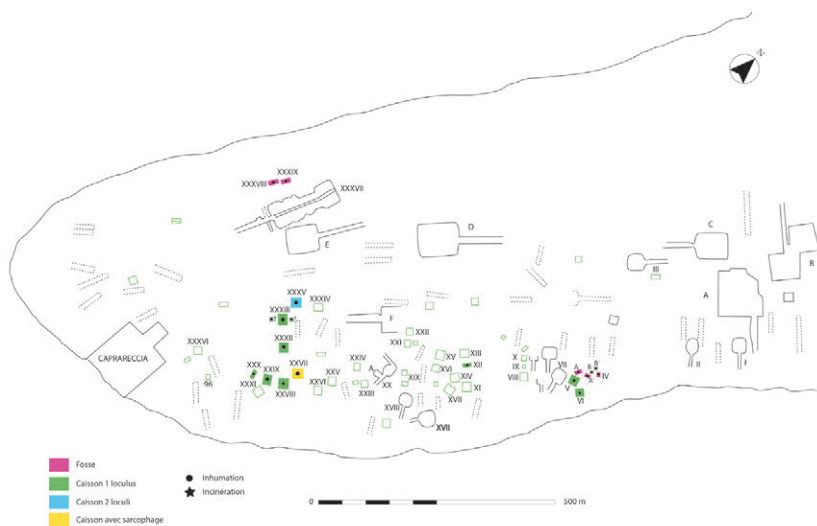 N
XXXIX
XXXVIII
XXXVII
E
D
C
B
III
A
XXXV
XXXIV
XXXIII
F
XXXII
XXII
XXI
II
I
CAPRARECCIA
XXXVI
96
XXX
XXIX
XXXI
XXVII
XXVIII
XXVI
XXV
XXIV
XXIII
A
XX
XIX
XV
XIII
XVI
XII
XIV
XI
XVII
XVIII
XVII
X
IX
VIII
VII
A
B
IV
V
VI
Fosse
Caisson 1 loculus
Caisson 2 loculi
Caisson avec sarcophage
Inhumation
Incinération
0 500 m